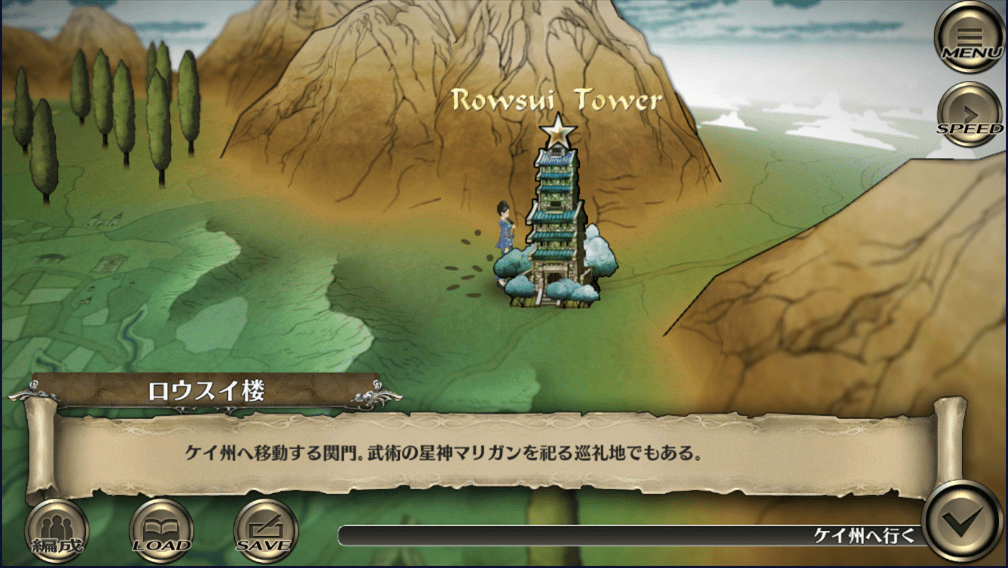 MENU
SPEED
Rowsui Tower
ロウスイ楼
ケイ州へ移動する関門。武術の星神マリガンを祀る巡礼地でもある。
編成
LOAD
SAVE
ケイ州へ行く